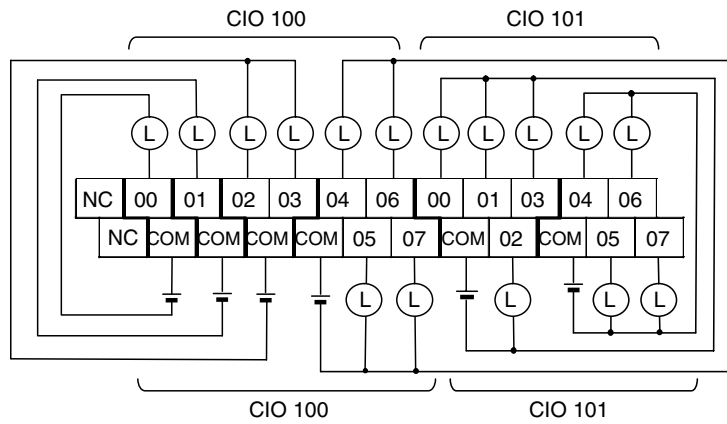 CIO 100 CIO 101
L L L L L L L L L L L
NC 00 01 02 03 04 06 00 01 03 04 06
NC COM COM COM COM 05 07 COM 02 COM 05 07
L L L L L
CIO 100 CIO 101